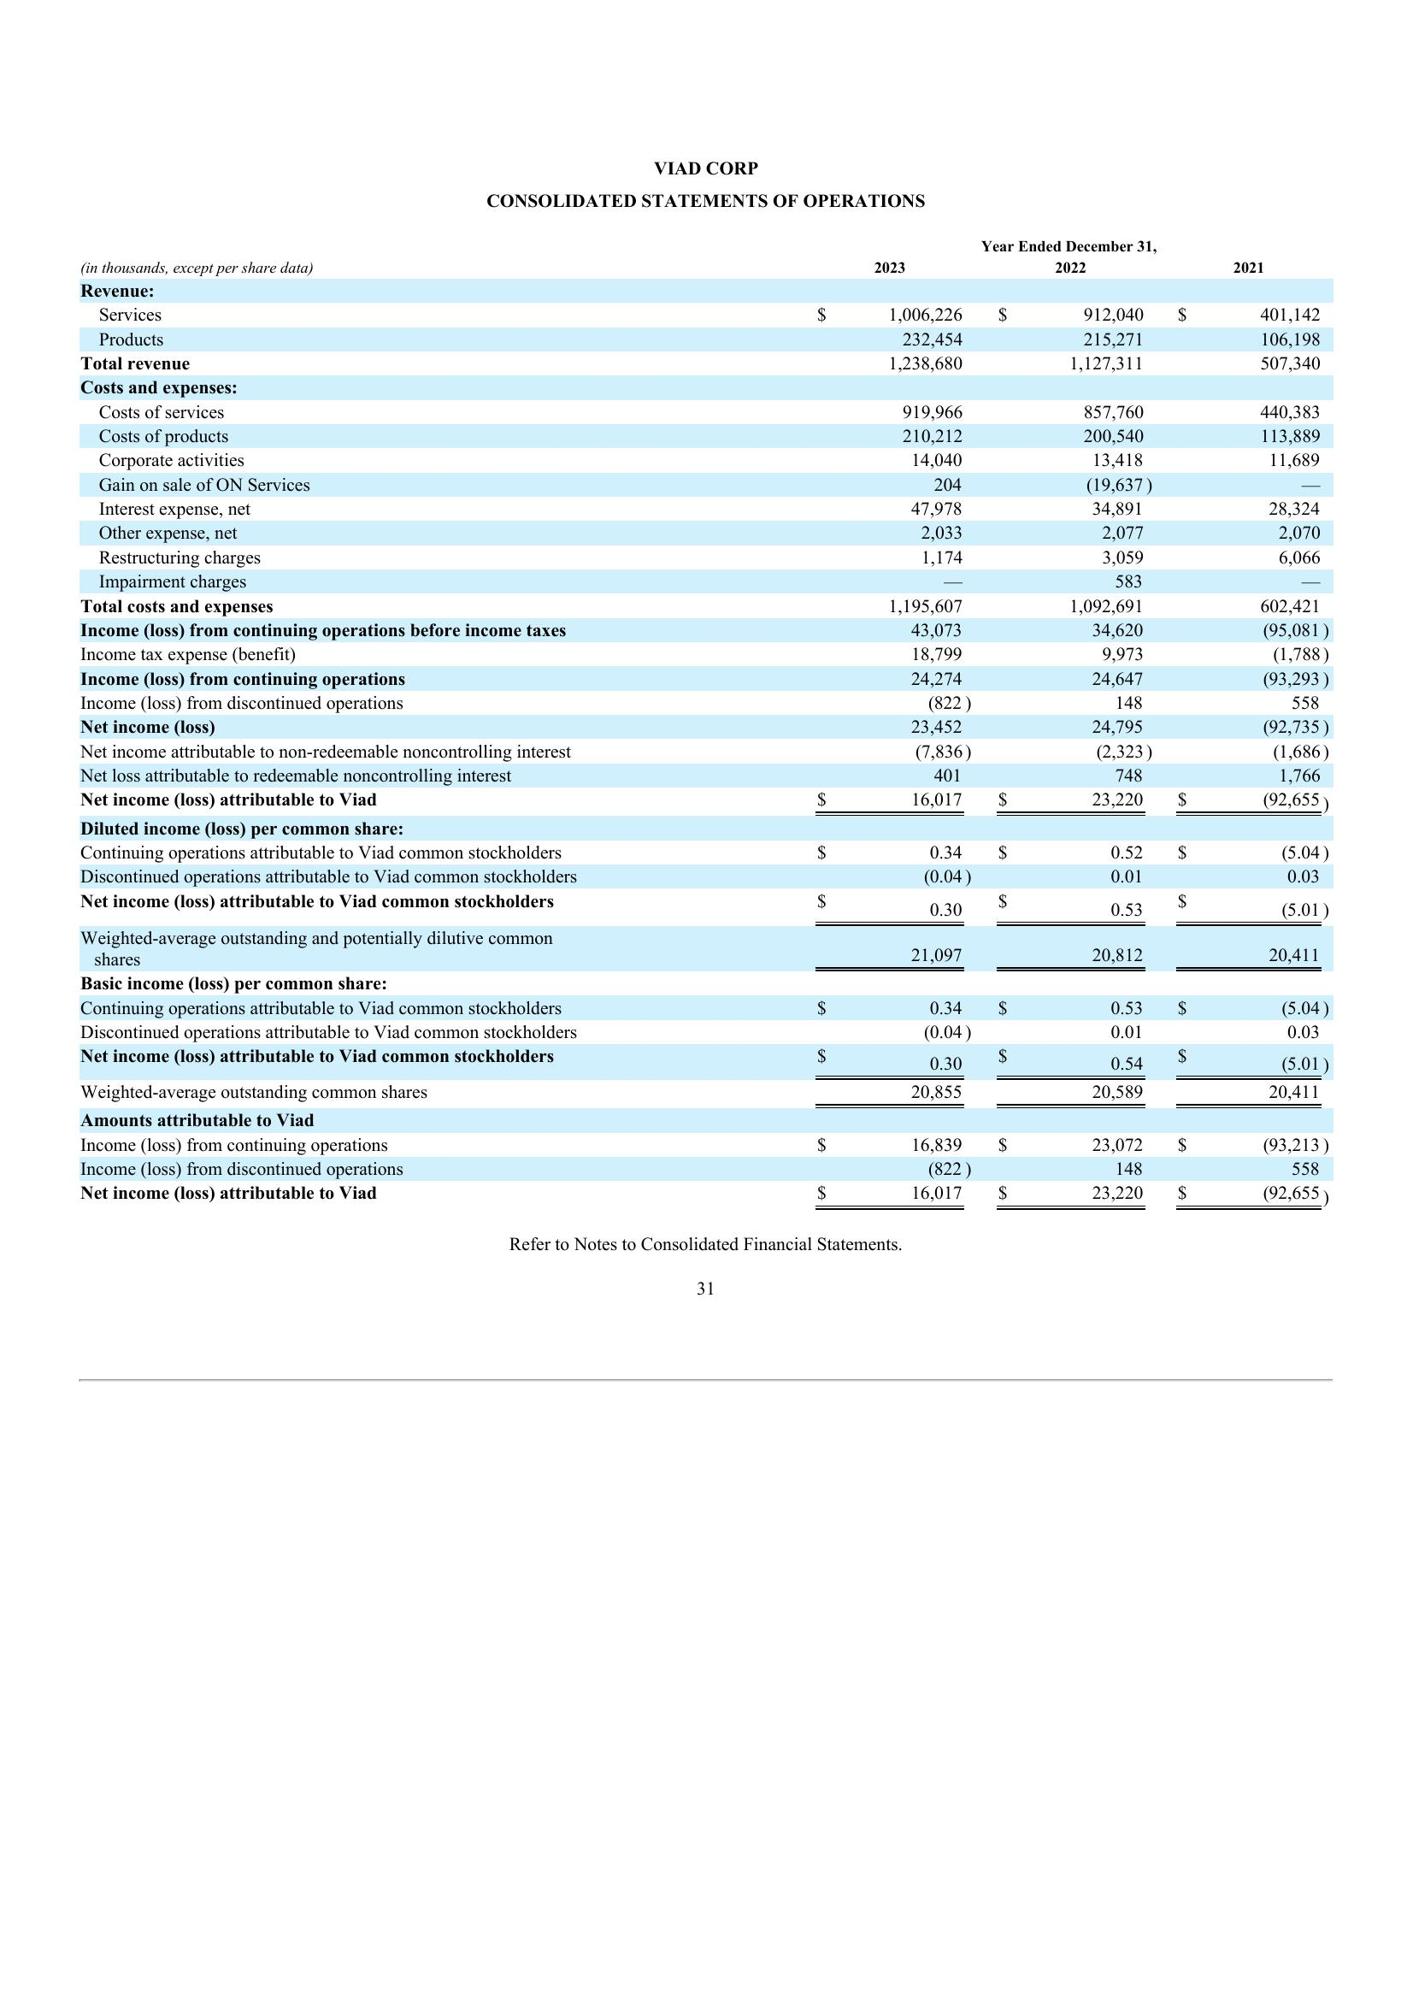 VIAD CORP
CONSOLIDATED STATEMENTS OF OPERATIONS
Year Ended December 31,
(in thousands, except per share data) 2023 2022 2021
Revenue:
Services $ 1,006,226 $ 912,040 $ 401,142
Products 232,454 215,271 106,198
Total revenue 1,238,680 1,127,311 507,340
Costs and expenses:
Costs of services 919,966 857,760 440,383
Costs of products 210,212 200,540 113,889
Corporate activities 14,040 13,418 11,689
Gain on sale of ON Services 204 (19,637 ) —
Interest expense, net 47,978 34,891 28,324
Other expense, net 2,033 2,077 2,070
Restructuring charges 1,174 3,059 6,066
Impairment charges — 583 —
Total costs and expenses 1,195,607 1,092,691 602,421
Income (loss) from continuing operations before income taxes 43,073 34,620 (95,081 )
Income tax expense (benefit) 18,799 9,973 (1,788 )
Income (loss) from continuing operations 24,274 24,647 (93,293 )
Income (loss) from discontinued operations (822 ) 148 558
Net income (loss) 23,452 24,795 (92,735 )
Net income attributable to non-redeemable noncontrolling interest (7,836 ) (2,323 ) (1,686 )
Net loss attributable to redeemable noncontrolling interest 401 748 1,766
Net income (loss) attributable to Viad $ 16,017 $ 23,220 $ (92,655 )
Diluted income (loss) per common share:
Continuing operations attributable to Viad common stockholders $ 0.34 $ 0.52 $ (5.04 )
Discontinued operations attributable to Viad common stockholders (0.04 ) 0.01 0.03
Net income (loss) attributable to Viad common stockholders $ 0.30 $ 0.53 $ (5.01 )
Weighted-average outstanding and potentially dilutive common
shares 21,097 20,812 20,411
Basic income (loss) per common share:
Continuing operations attributable to Viad common stockholders $ 0.34 $ 0.53 $ (5.04 )
Discontinued operations attributable to Viad common stockholders (0.04 ) 0.01 0.03
Net income (loss) attributable to Viad common stockholders $ 0.30 $ 0.54 $ (5.01 )
Weighted-average outstanding common shares 20,855 20,589 20,411
Amounts attributable to Viad
Income (loss) from continuing operations $ 16,839 $ 23,072 $ (93,213 )
Income (loss) from discontinued operations (822 ) 148 558
Net income (loss) attributable to Viad $ 16,017 $ 23,220 $ (92,655 )
Refer to Notes to Consolidated Financial Statements.
31